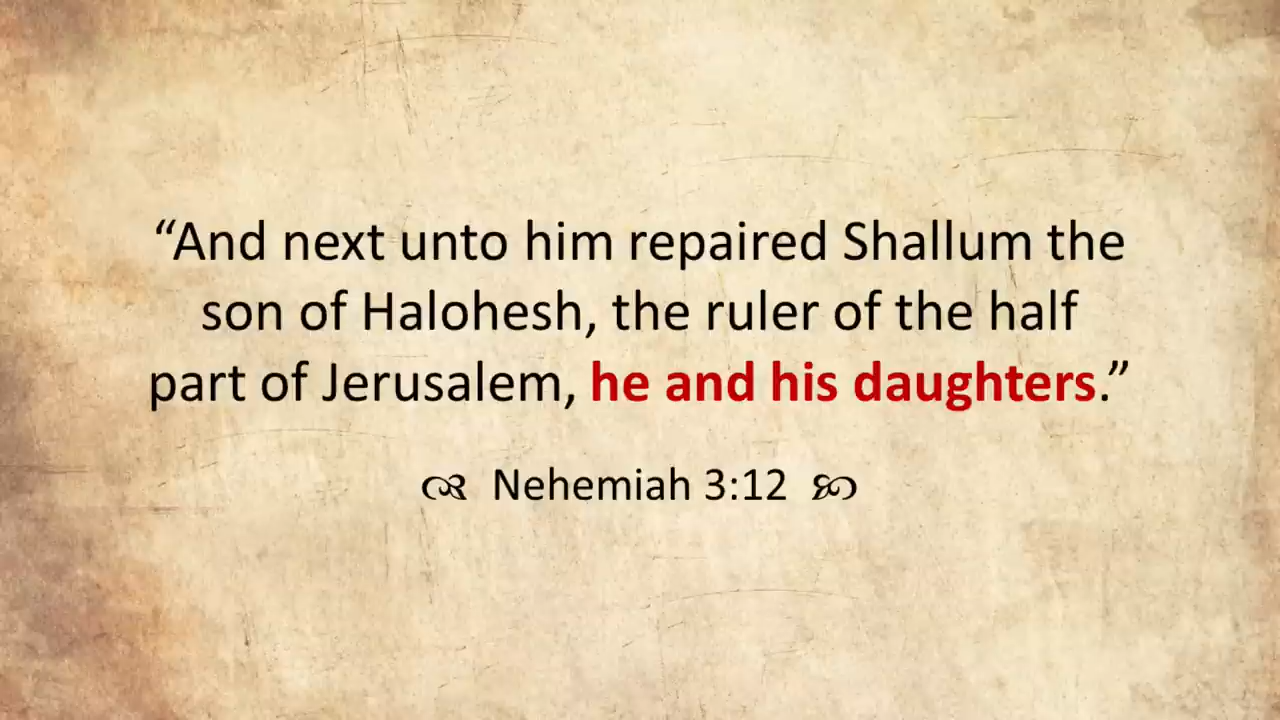 “And next unto him repaired Shallum the
son of Halohesh, the ruler of the half
part of Jerusalem, he and his daughters.”
Nehemiah 3:12